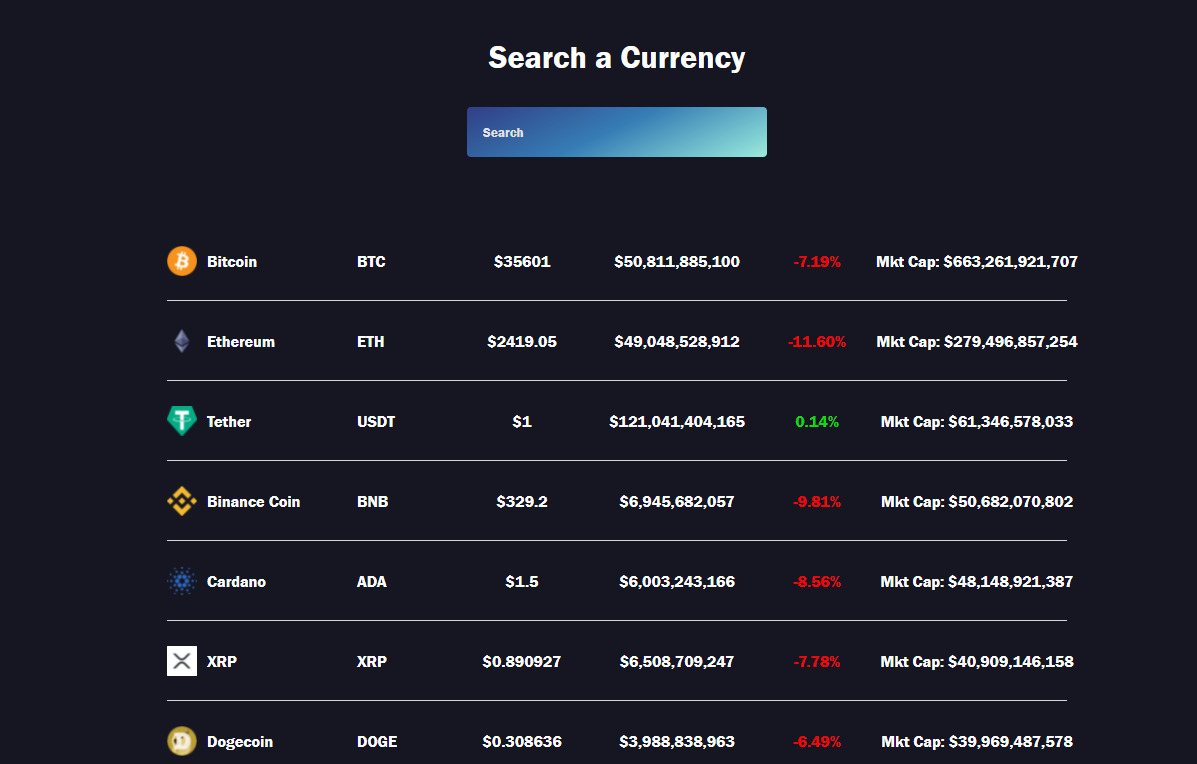 Search a Currency
Search
Bitcoin BTC $35601 $50,811,885,100 -7.19% Mkt Cap: $663,261,921,707
Ethereum ETH $2419.05 $49,048,528,912 -11.60% Mkt Cap: $279,496,857,254
Tether USDT $1 $121,041,404,165 0.14% Mkt Cap: $61,346,578,033
Binance Coin BNB $329.2 $6,945,682,057 -9.81% Mkt Cap: $50,682,070,802
Cardano ADA $1.5 $6,003,243,166 -8.56% Mkt Cap: $48,148,921,387
XRP XRP $0.890927 $6,508,709,247 -7.78% Mkt Cap: $40,909,146,158
Dogecoin DOGE $0.308636 $3,988,838,963 -6.49% Mkt Cap: $39,969,487,578